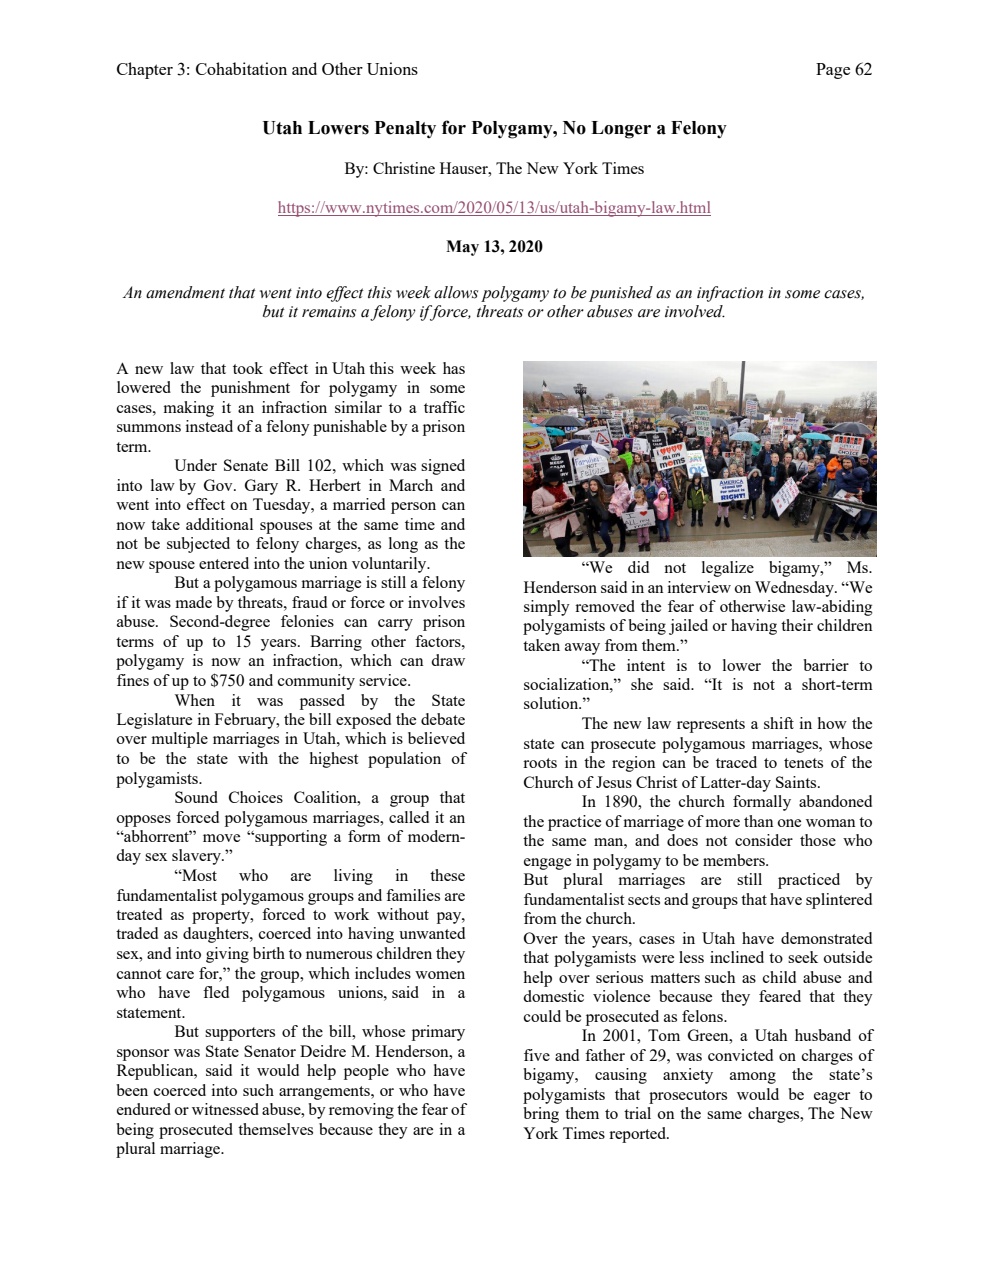 Chapter 3: Cohabitation and Other Unions
Page 62
Utah Lowers Penalty for Polygamy, No Longer a Felony
By: Christine Hauser, The New York Times
https://www.nytimes.com/2020/05/13/us/utah-bigamy-law.html
May 13, 2020
An amendment that went into effect this week allows polygamy to be punished as an infraction in some cases,
but it remains a felony if force, threats or other abuses are involved.
A new law that took effect in Utah this week has
lowered the punishment for polygamy in some
cases, making it an infraction similar to a traffic
summons instead of a felony punishable by a prison
term.
Under Senate Bill 102, which was signed
into law by Gov. Gary R. Herbert in March and
went into effect on Tuesday, a married person can
now take additional spouses at the same time and
not be subjected to felony charges, as long as the
new spouse entered into the union voluntarily.
But a polygamous marriage is still a felony
if it was made by threats, fraud or force or involves
abuse. Second-degree felonies can carry prison
terms of up to 15 years. Barring other factors,
polygamy is now an infraction, which can draw
fines of up to $750 and community service.
When it was passed by the State
Legislature in February, the bill exposed the debate
over multiple marriages in Utah, which is believed
to be the state with the highest population of
polygamists.
Sound Choices Coalition, a group that
opposes forced polygamous marriages, called it an
“abhorrent” move “supporting a form of modern-
day sex slavery.”
“Most who are living in these
fundamentalist polygamous groups and families are
treated as property, forced to work without pay,
traded as daughters, coerced into having unwanted
sex, and into giving birth to numerous children they
cannot care for,” the group, which includes women
who have fled polygamous unions, said in a
statement.
But supporters of the bill, whose primary
sponsor was State Senator Deidre M. Henderson, a
Republican, said it would help people who have
been coerced into such arrangements, or who have
endured or witnessed abuse, by removing the fear of
being prosecuted themselves because they are in a
plural marriage.
Families
NOT
moms
OK
AMERICA
RIGHT!
CHOICE
“We did not legalize bigamy,” Ms.
Henderson said in an interview on Wednesday. “We
simply removed the fear of otherwise law-abiding
polygamists of being jailed or having their children
taken away from them.”
“The intent is to lower the barrier to
socialization,” she said. “It is not a short-term
solution.”
The new law represents a shift in how the
state can prosecute polygamous marriages, whose
roots in the region can be traced to tenets of the
Church of Jesus Christ of Latter-day Saints.
In 1890, the church formally abandoned
the practice of marriage of more than one woman to
the same man, and does not consider those who
engage in polygamy to be members.
But plural marriages are still practiced by
fundamentalist sects and groups that have splintered
from the church.
Over the years, cases in Utah have demonstrated
that polygamists were less inclined to seek outside
help over serious matters such as child abuse and
domestic violence because they feared that they
could be prosecuted as felons.
In 2001, Tom Green, a Utah husband of
five and father of 29, was convicted on charges of
bigamy, causing anxiety among the state’s
polygamists that prosecutors would be eager to
bring them to trial on the same charges, The New
York Times reported.